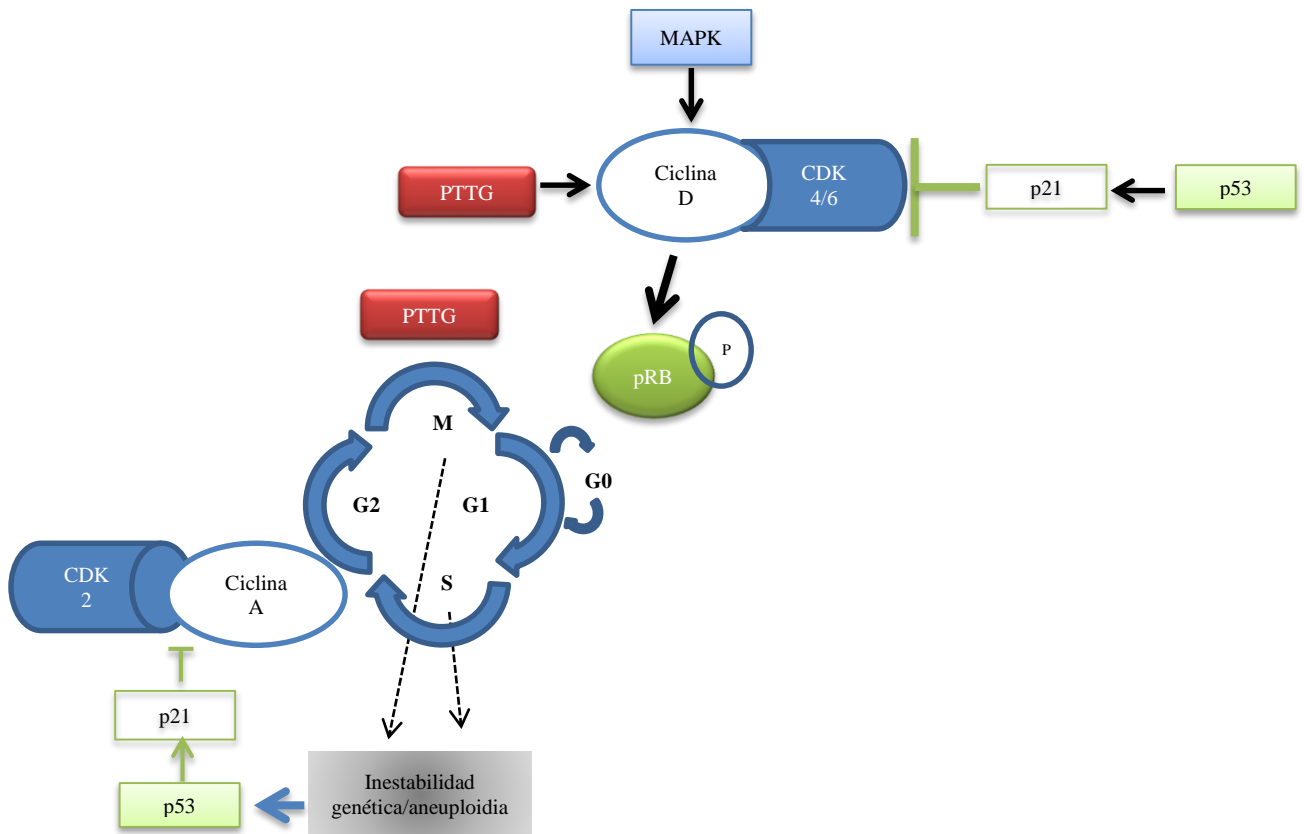 MAPK
PTTG
Ciclina
D
CDK
4/6
p21
p53
PTTG
pRB
P
M
G2
G1
G0
S
CDK
2
Ciclina
A
p21
p53
Inestabilidad
genética/aneuploidia